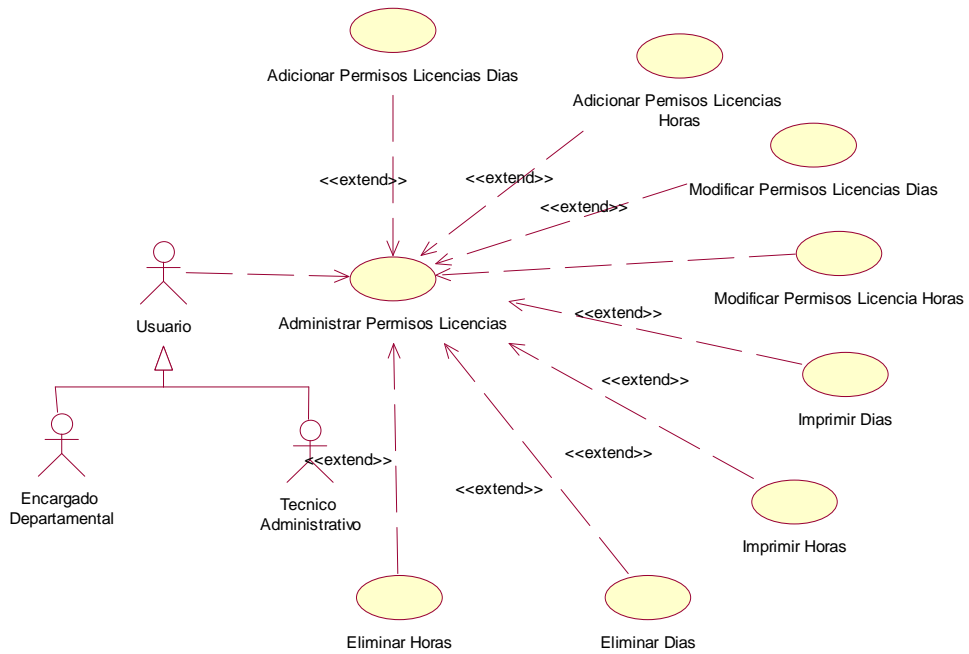 Adicionar Permisos Licencias Dias
Adicionar Pemisos Licencias
Horas
<<extend>>
<<extend>>
Modificar Permisos Licencias Dias
<<extend>>
Usuario
Administrar Permisos Licencias
<<extend>>
Modificar Permisos Licencia Horas
<<extend>>
Imprimir Dias
<<extend>>
<<extend>>
<<extend>>
Encargado
Departamental
Tecnico
Administrativo
Imprimir Horas
Eliminar Horas
Eliminar Dias